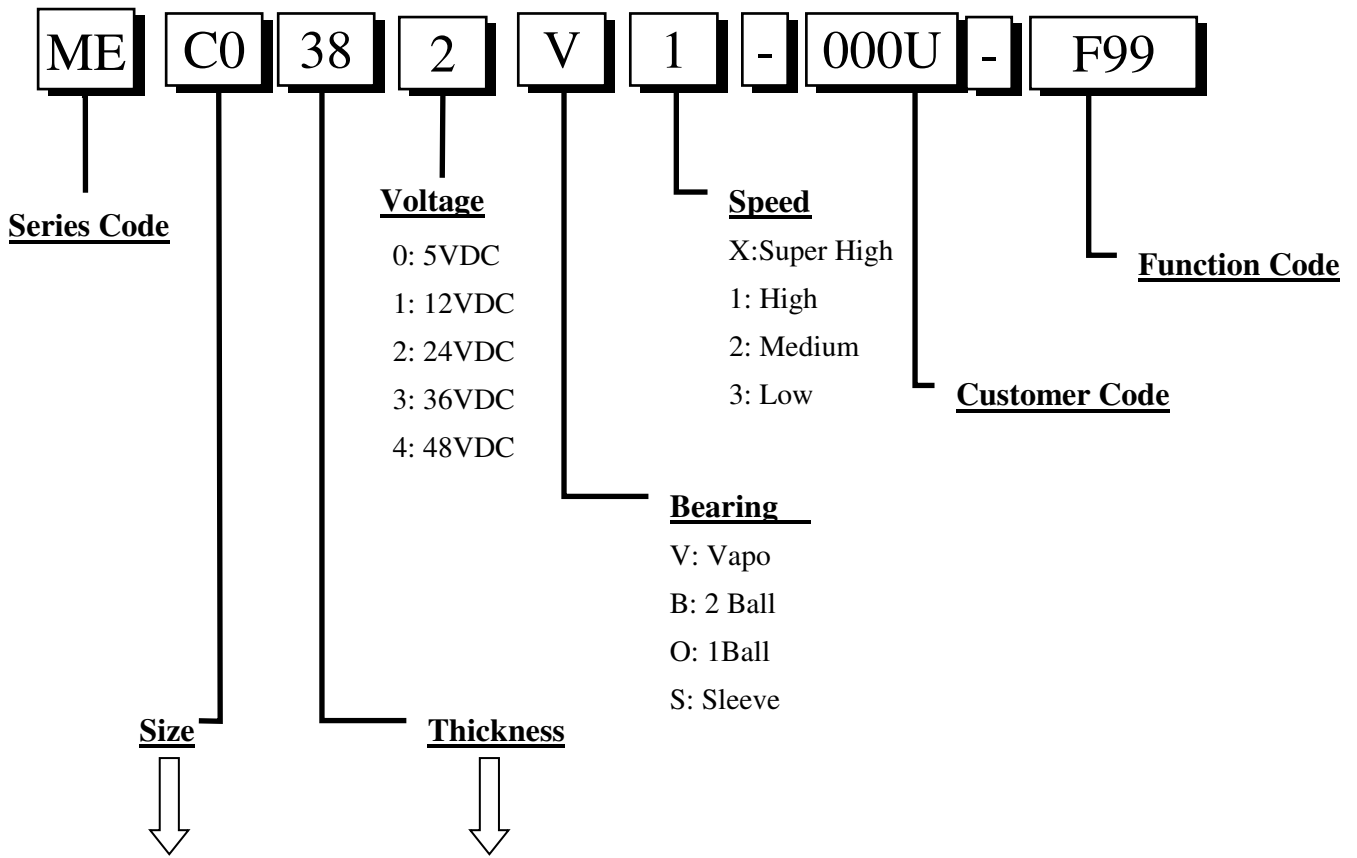 ME C0 38 2 V 1 - 000U - F99
Series Code
Voltage
0: 5VDC
1: 12VDC
2: 24VDC
3: 36VDC
4: 48VDC
Speed
X:Super High
1: High
2: Medium
3: Low
Function Code
Customer Code
Bearing
V: Vapo
B: 2 Ball
O: 1Ball
S: Sleeve
Size
Thickness